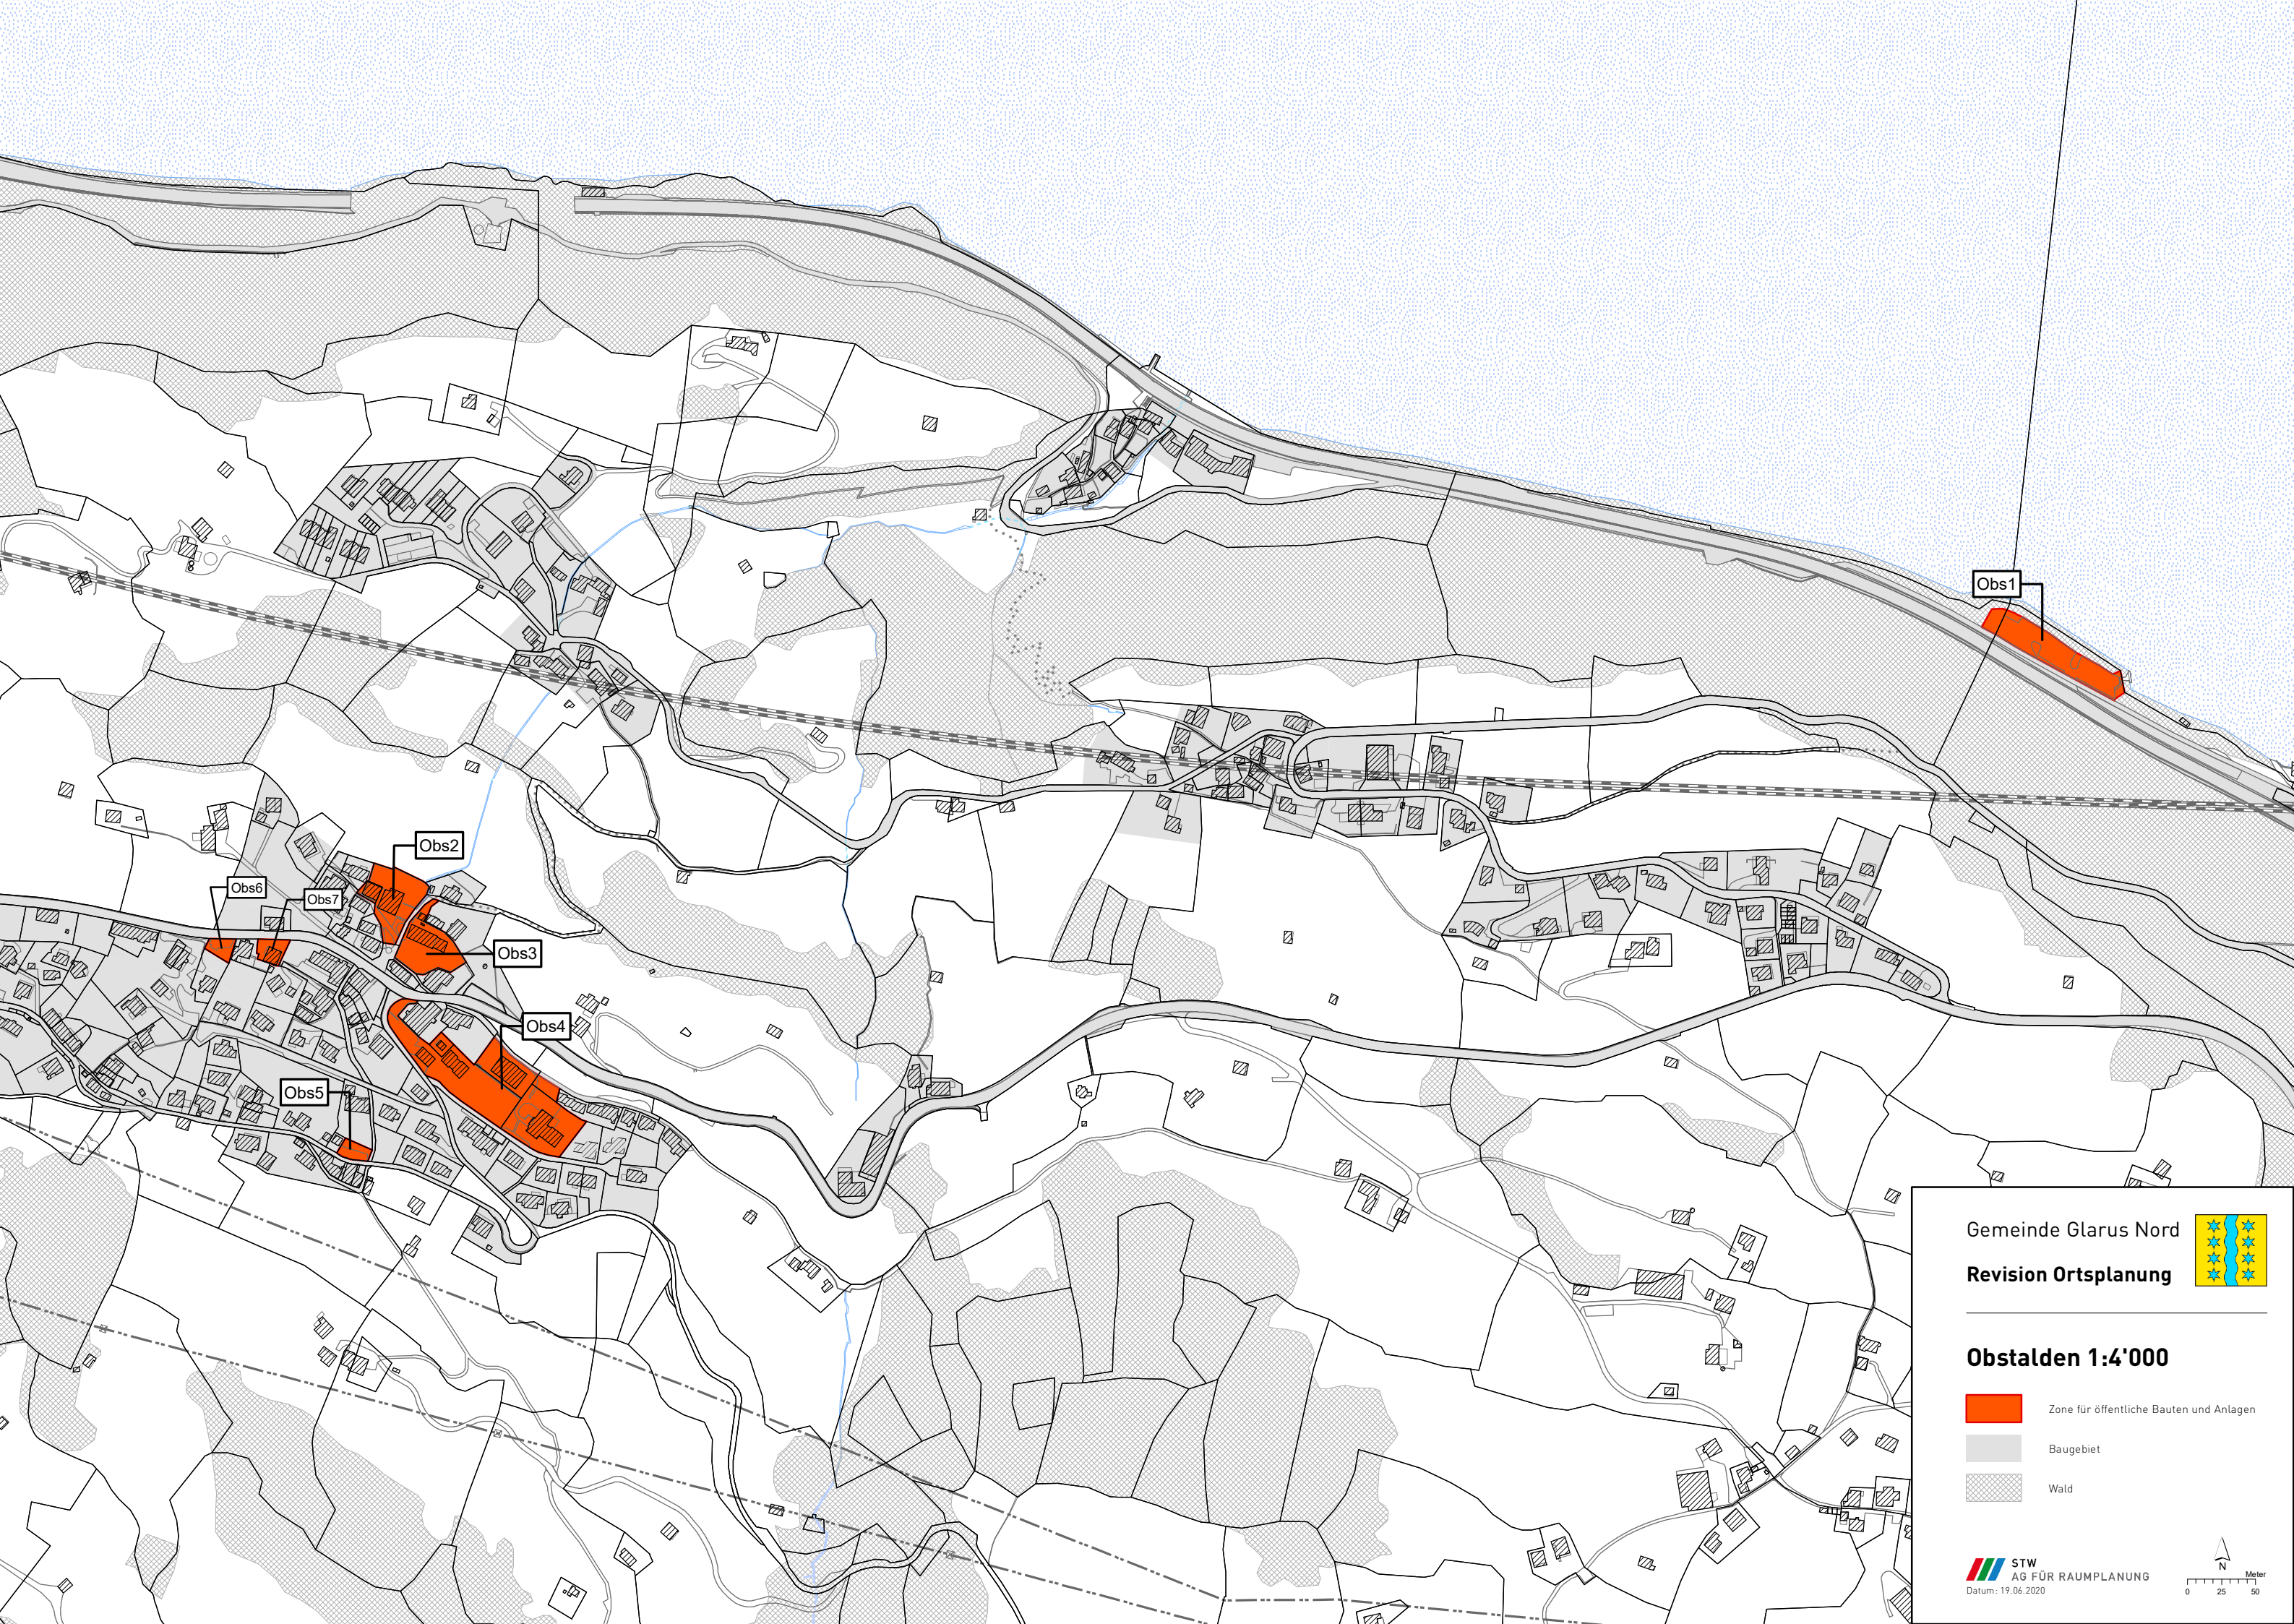 Obs1
Obs2
Obs6
Obs7
Obs3
Obs4
Obs5
Gemeinde Glarus Nord
Revision Ortsplanung
Obstalden 1:4'000
Zone für öffentliche Bauten und Anlagen
Baugebiet
Wald
STW
AG FÜR RAUMPLANUNG
Datum: 19.06.2020
N
Meter
0 25 50